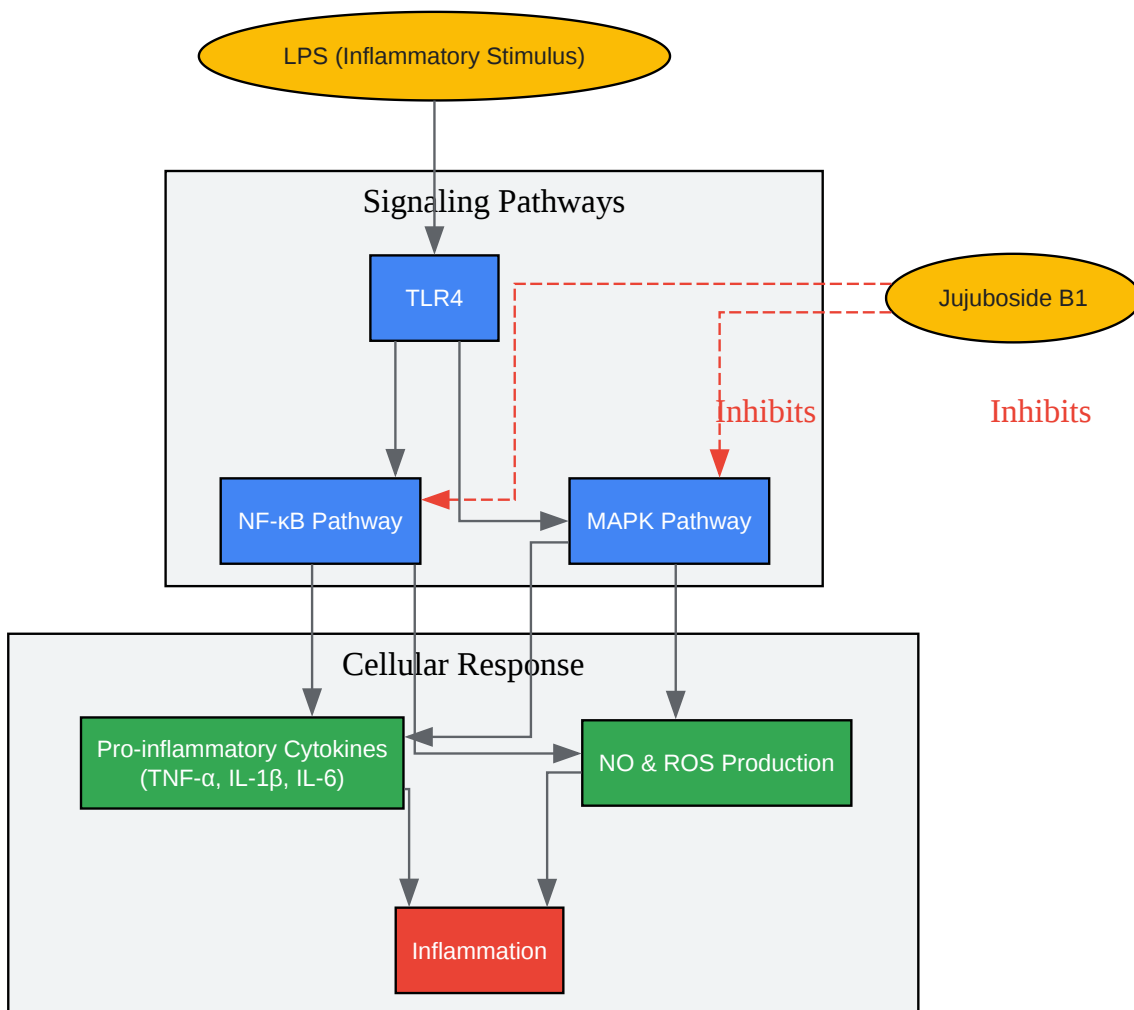 LPS (Inflammatory Stimulus)
Signaling Pathways
TLR4
Jujuboside B1
Inhibits
Inhibits
NF-κB Pathway
MAPK Pathway
Cellular Response
Pro-inflammatory Cytokines
(TNF-α, IL-1β, IL-6)
NO & ROS Production
Inflammation